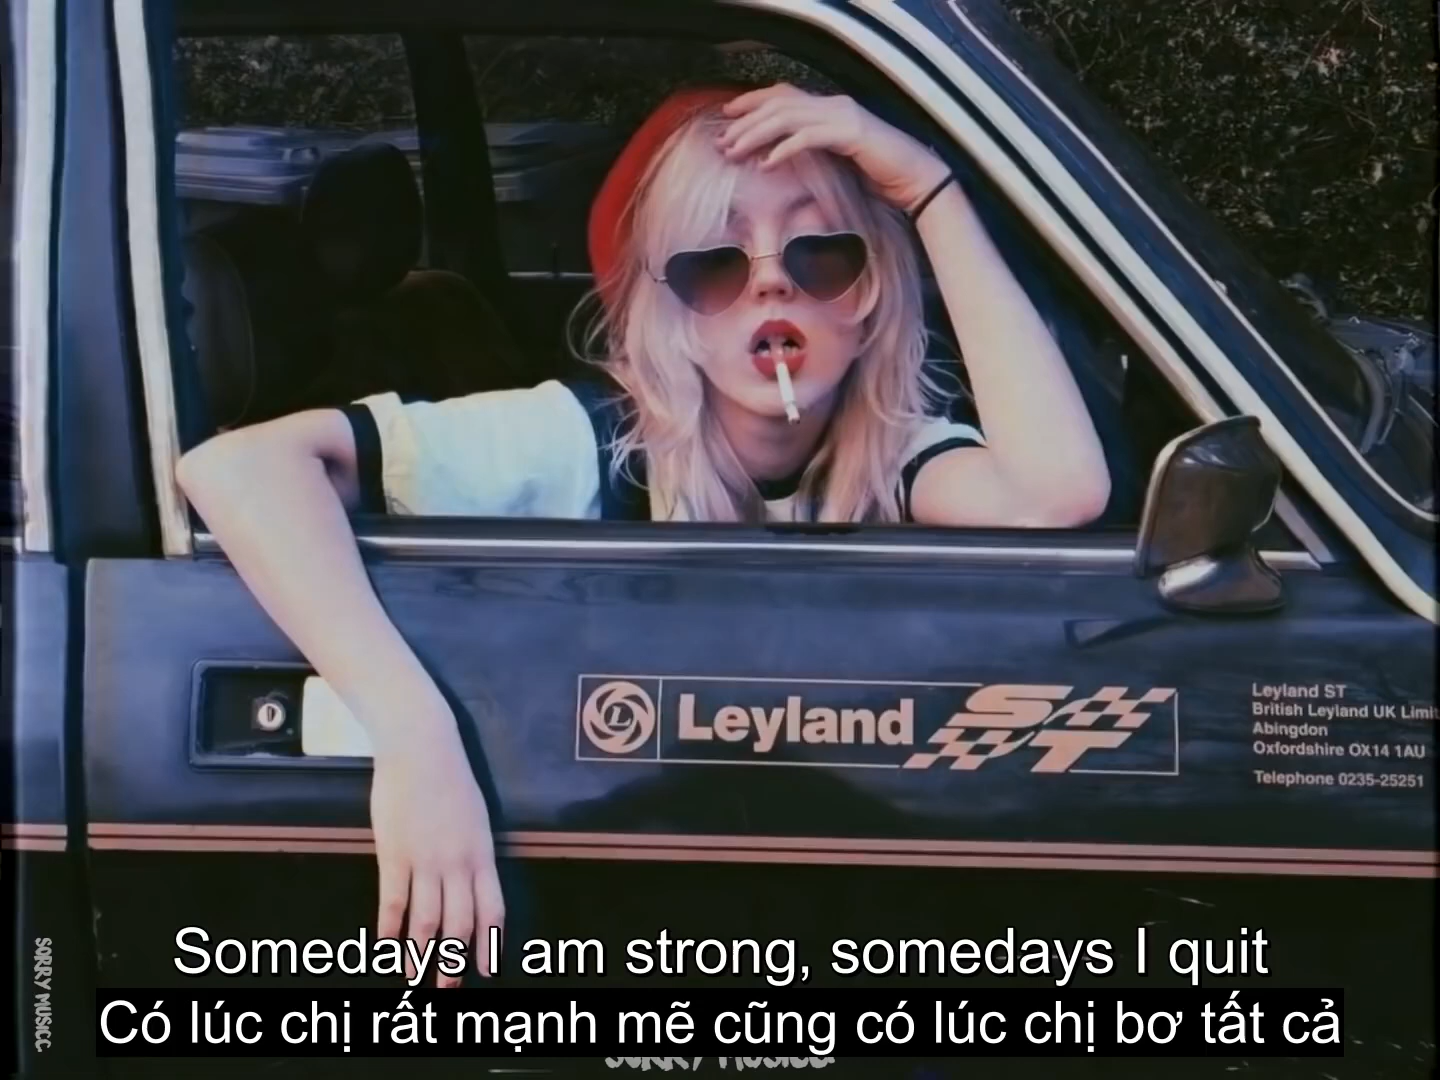 L
Leyland ST
Leyland ST
British Leyland UK Limit
Abingdon
Oxfordshire OX14 1AU
Telephone 0235-25251
Somedays I am strong, somedays I quit
Có lúc chị rất mạnh mẽ cũng có lúc chị bơ tất cả
SORRY MUSICC.